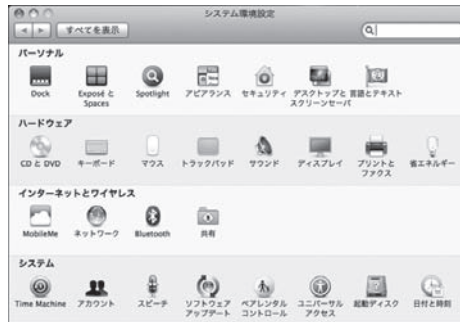 システム環境設定
すべてを表示
パーソナル
Dock
Exposé と
Spaces
Spotlight
アピアランス
セキュリティ
デスクトップと
スクリーンセーバ
言語とテキスト
ハードウェア
CD と DVD
キーボード
マウス
トラックパッド
サウンド
ディスプレイ
プリントと
ファクス
省エネルギー
インターネットとワイヤレス
MobileMe
ネットワーク
Bluetooth
共有
システム
Time Machine
アカウント
スピーチ
ソフトウェア
アップデート
ペアレンタル
コントロール
ユニバーサル
アクセス
起動ディスク
日付と時刻